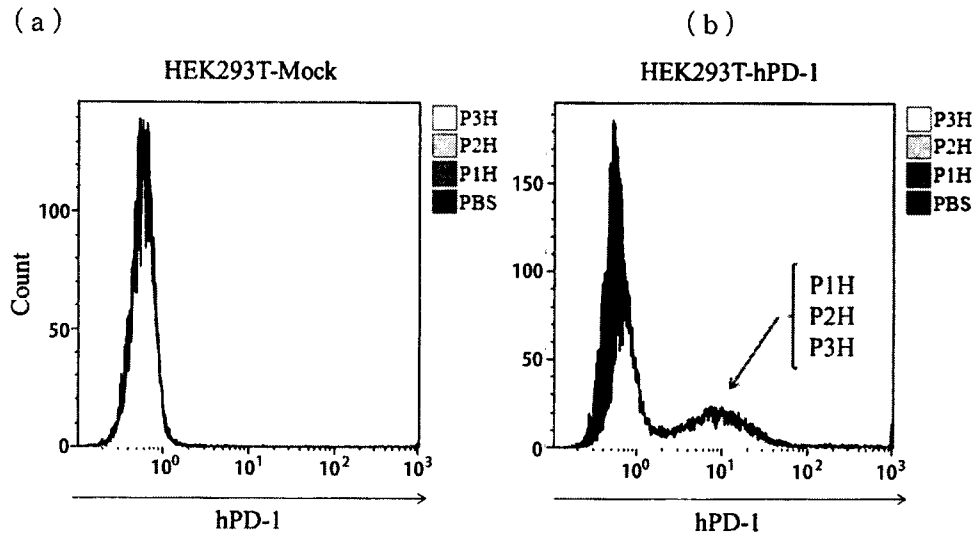 (a)
HEK293T-Mock
P3H
P2H
P1H
PBS
100
50
0
Count
10⁰
10¹
10²
10³
hPD-1
(b)
HEK293T-hPD-1
P3H
P2H
P1H
PBS
150
100
50
0
P1H
P2H
P3H
10⁰
10¹
10²
10³
hPD-1